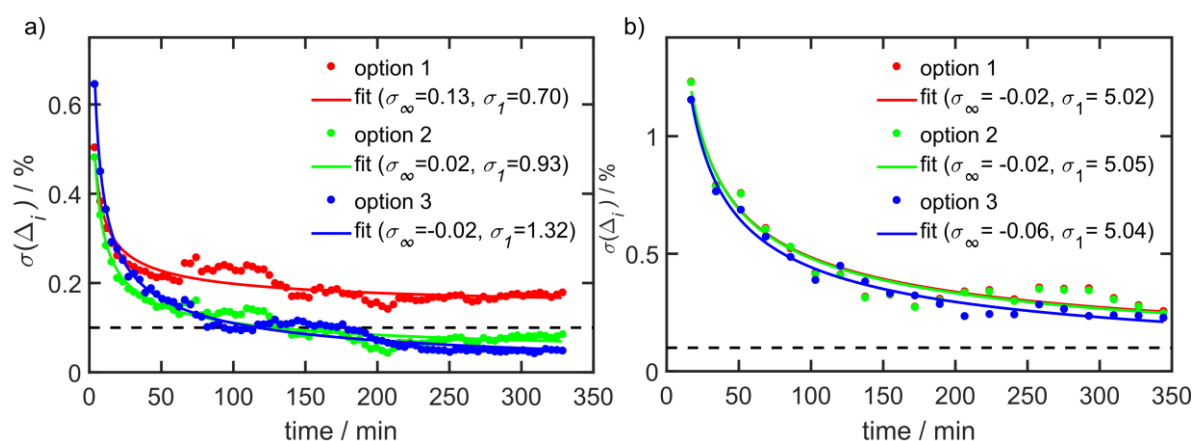 a)
σ(Δᵢ) / %
0.6
0.4
0.2
0
0 50 100 150 200 250 300 350
time / min
option 1
fit (σ∞=0.13, σ₁=0.70)
option 2
fit (σ∞=0.02, σ₁=0.93)
option 3
fit (σ∞=-0.02, σ₁=1.32)
b)
σ(Δᵢ) / %
1
0.5
0
0 50 100 150 200 250 300 350
time / min
option 1
fit (σ∞= -0.02, σ₁= 5.02)
option 2
fit (σ∞= -0.02, σ₁= 5.05)
option 3
fit (σ∞= -0.06, σ₁= 5.04)